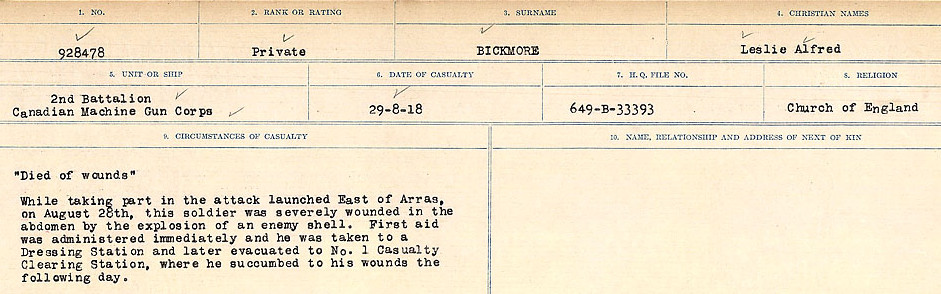 1. NO.
2. RANK OR RATING
3. SURNAME
4. CHRISTIAN NAMES
928478
Private
BICKMORE
Leslie Alfred
5. UNIT OR SHIP
6. DATE OF CASUALTY
7. H.Q. FILE NO.
8. RELIGION
2nd Battalion
Canadian Machine Gun Corps
29-8-18
649-B-33393
Church of England
9. CIRCUMSTANCES OF CASUALTY
10. NAME, RELATIONSHIP AND ADDRESS OF NEXT OF KIN
"Died of wounds"
While taking part in the attack launched East of Arras,
on August 28th, this soldier was severely wounded in the
abdomen by the explosion of an enemy shell. First aid
was administered immediately and he was taken to a
Dressing Station and later evacuated to No. 1 Casualty
Clearing Station, where he succumbed to his wounds the
following day.